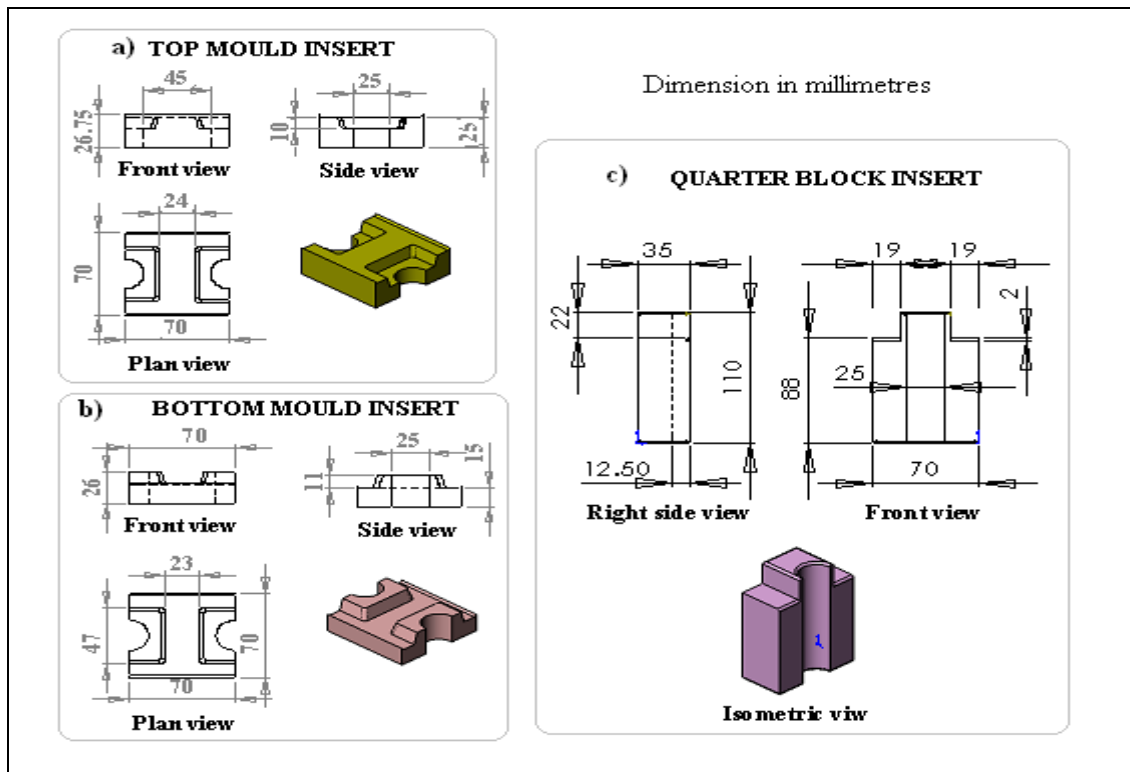 a) TOP MOULD INSERT
45
25
26.75
10
25
Front view
Side view
24
70
70
Plan view
Dimension in millimetres
b) BOTTOM MOULD INSERT
70
25
15
26
11
Front view
Side view
23
47
70
70
Plan view
c) QUARTER BLOCK INSERT
35
19
19
22
2
110
88
25
12.50
70
Right side view
Front view
1
Isometric viw